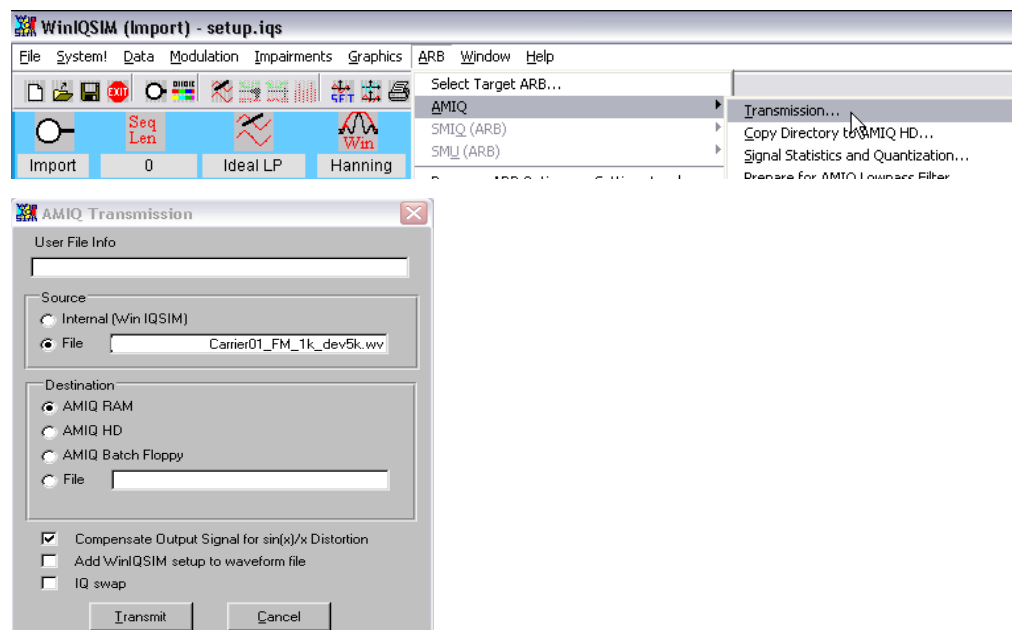 WinIQSIM (Import) - setup.iqs
File System! Data Modulation Impairments Graphics ARB Window Help
EXIT
SFT
Seq
Len
Win
Import 0 Ideal LP Hanning
Select Target ARB...
AMIQ
SMIQ (ARB)
SMU (ARB)
Transmission...
Copy Directory to AMIQ HD...
Signal Statistics and Quantization...
Prepare for AMIQ Lowpass Filter
AMIQ Transmission
User File Info
Source
Internal (Win IQSIM)
File Carrier01_FM_1k_dev5k.wv
Destination
AMIQ RAM
AMIQ HD
AMIQ Batch Floppy
File
Compensate Output Signal for sin(x)/x Distortion
Add WinIQSIM setup to waveform file
IQ swap
Transmit Cancel